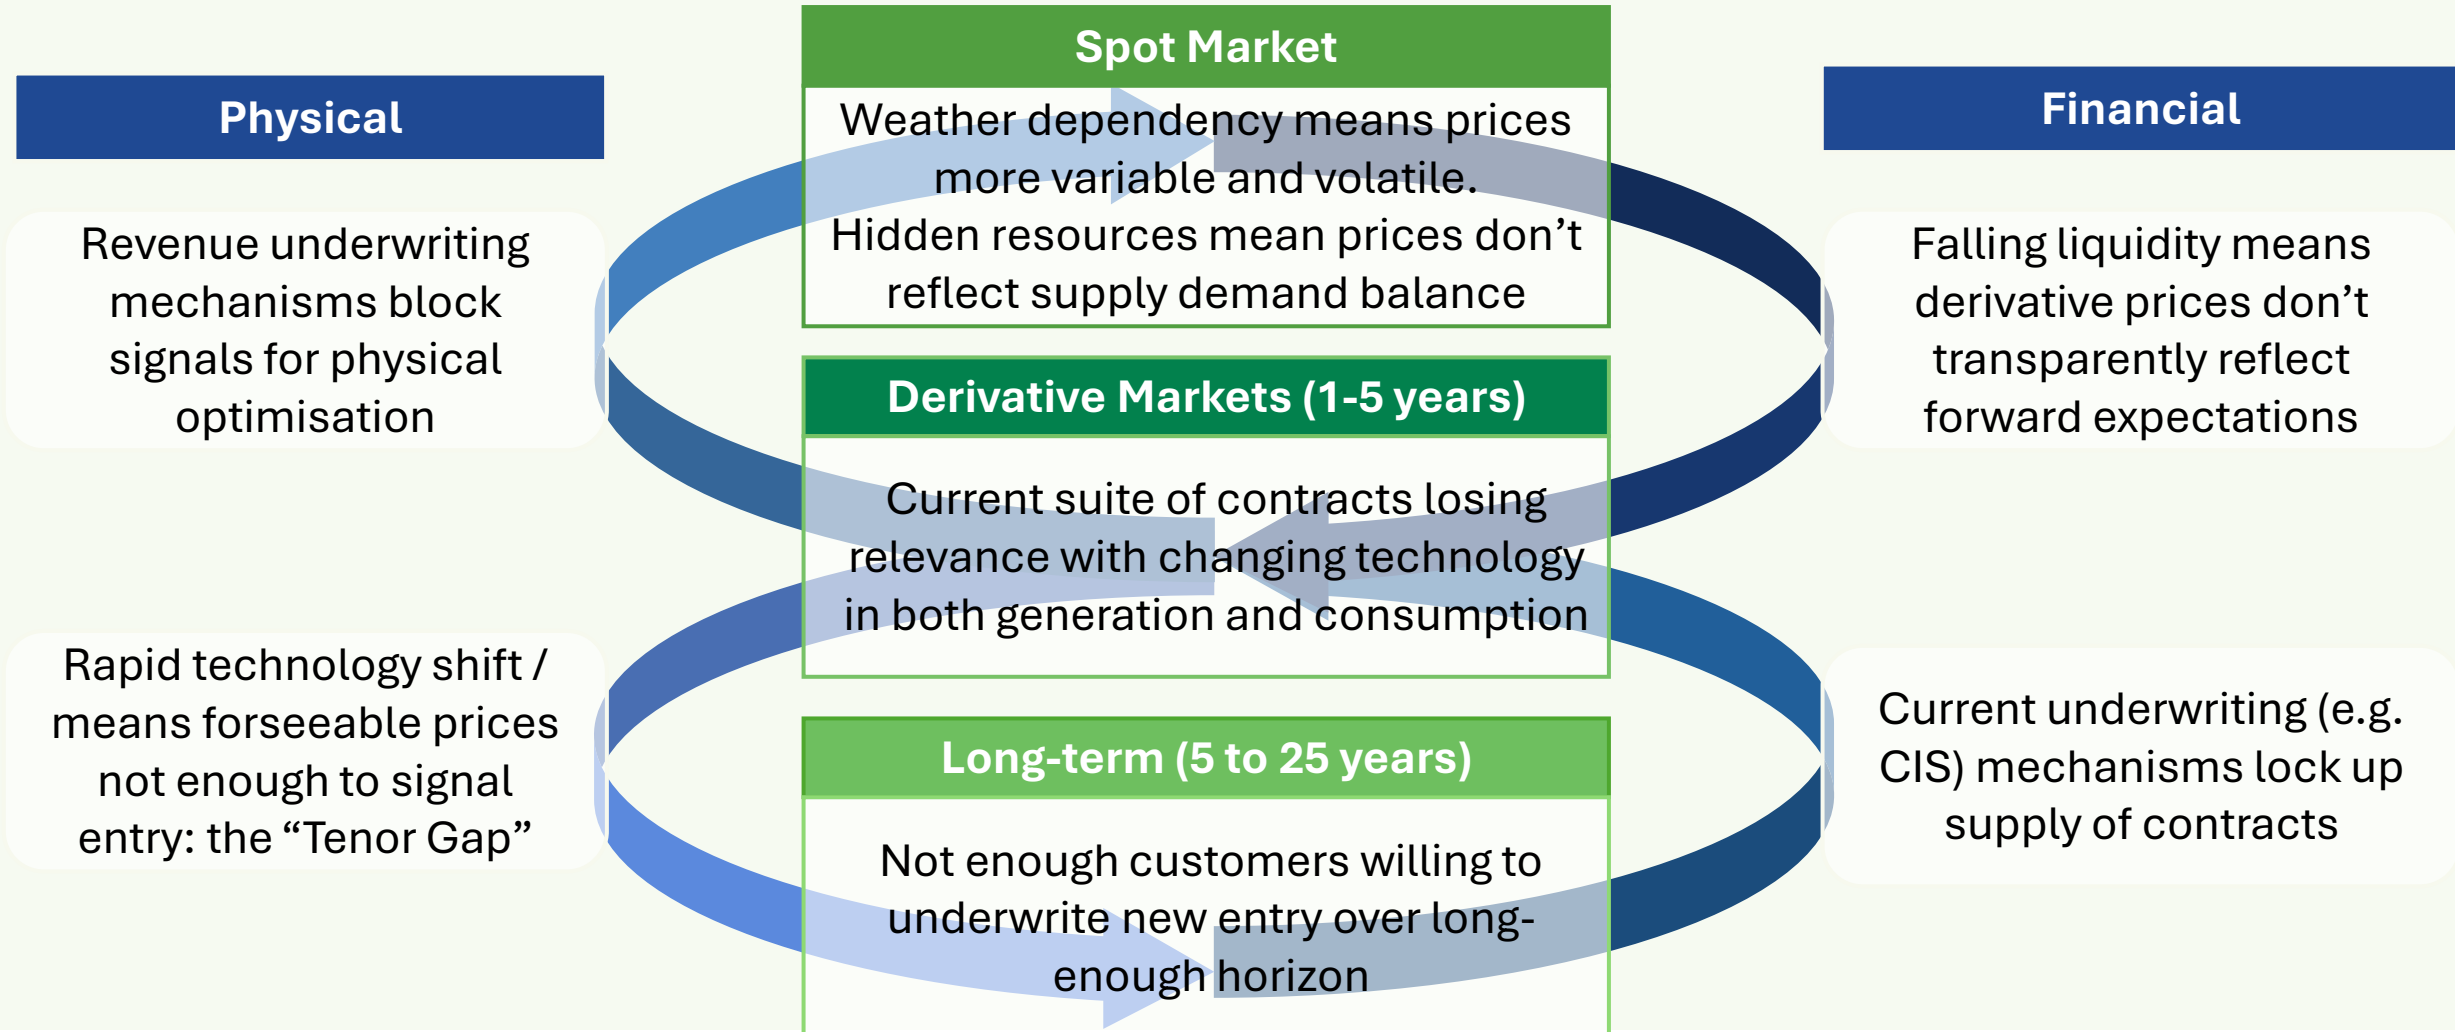 Physical
Revenue underwriting
mechanisms block
signals for physical
optimisation
Rapid technology shift /
means forseeable prices
not enough to signal
entry: the “Tenor Gap”
Spot Market
Weather dependency means prices
more variable and volatile.
Hidden resources mean prices don’t
reflect supply demand balance
Derivative Markets (1-5 years)
Current suite of contracts losing
relevance with changing technology
in both generation and consumption
Long-term (5 to 25 years)
Not enough customers willing to
underwrite new entry over long-
enough horizon
Financial
Falling liquidity means
derivative prices don’t
transparently reflect
forward expectations
Current underwriting (e.g.
CIS) mechanisms lock up
supply of contracts